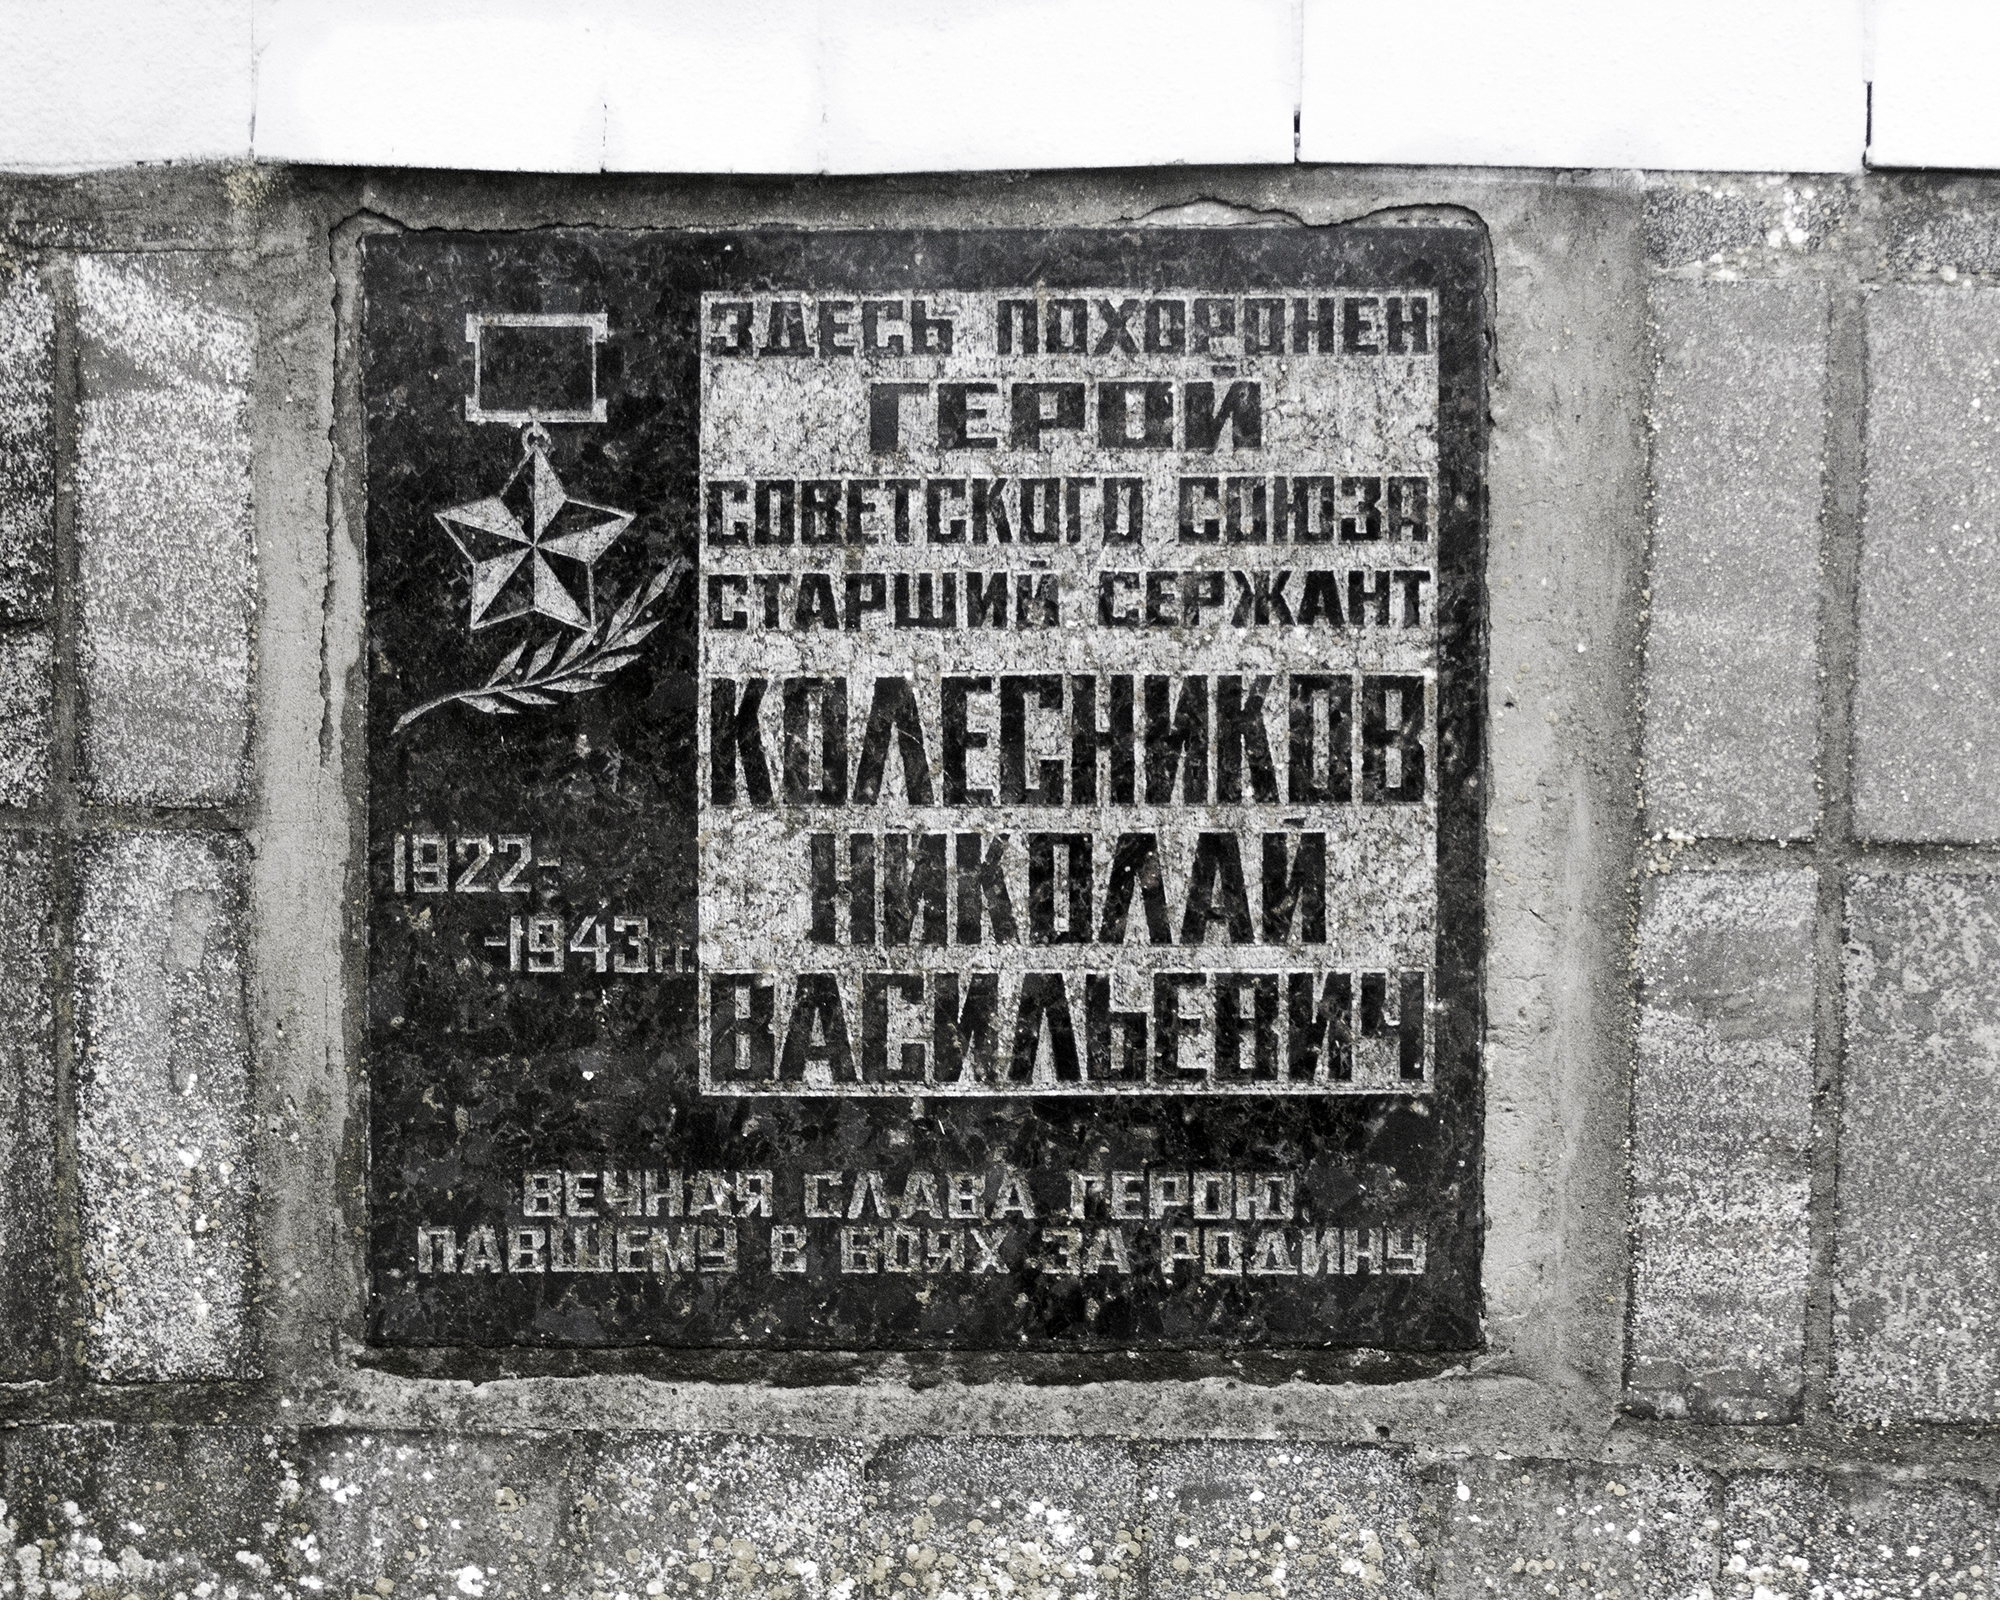 ЗДЕСЬ ПОХОРОНЕН
ГЕРОЙ
СОВЕТСКОГО СОЮЗА
СТАРШИЙ СЕРЖАНТ
КОЛЕСНИКОВ
НИКОЛАЙ
ВАСИЛЬЕВИЧ
1922-
-1943г.г.
ВЕЧНАЯ СЛАВА ГЕРОЮ,
ПАВШЕМУ В БОЯХ ЗА РОДИНУ